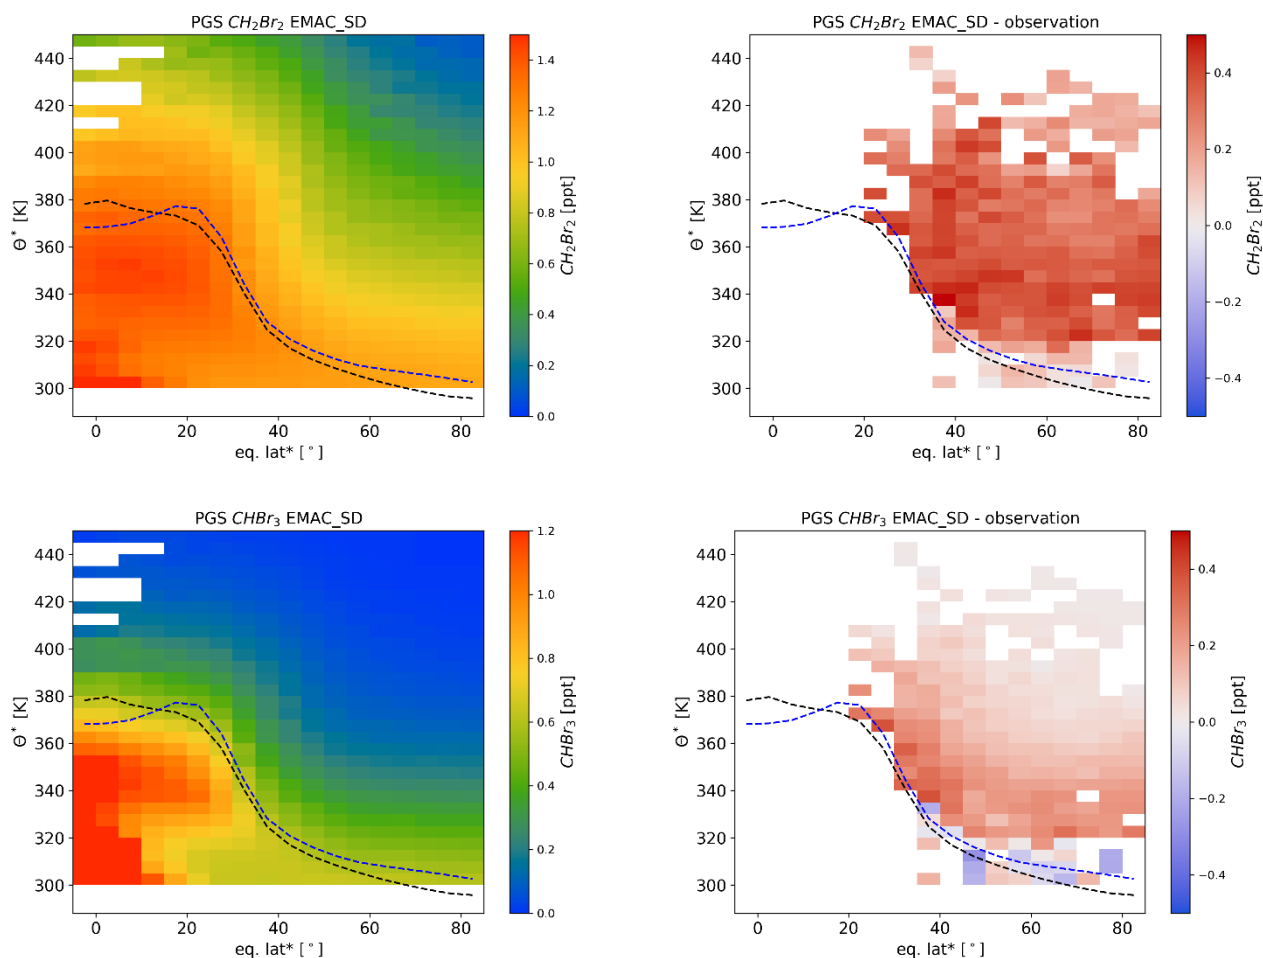 PGS CH₂Br₂ EMAC_SD
440
420
400
380
360
340
320
300
Θ* [K]
0 20 40 60 80
eq. lat* [°]
1.4
1.2
1.0
0.8
0.6
0.4
0.2
0.0
CH₂Br₂ [ppt]
PGS CH₂Br₂ EMAC_SD - observation
440
420
400
380
360
340
320
300
Θ* [K]
0 20 40 60 80
eq. lat* [°]
0.4
0.2
0.0
−0.2
−0.4
CH₂Br₂ [ppt]
PGS CHBr₃ EMAC_SD
440
420
400
380
360
340
320
300
Θ* [K]
0 20 40 60 80
eq. lat* [°]
1.2
1.0
0.8
0.6
0.4
0.2
0.0
CHBr₃ [ppt]
PGS CHBr₃ EMAC_SD - observation
440
420
400
380
360
340
320
300
Θ* [K]
0 20 40 60 80
eq. lat* [°]
0.4
0.2
0.0
−0.2
−0.4
CHBr₃ [ppt]